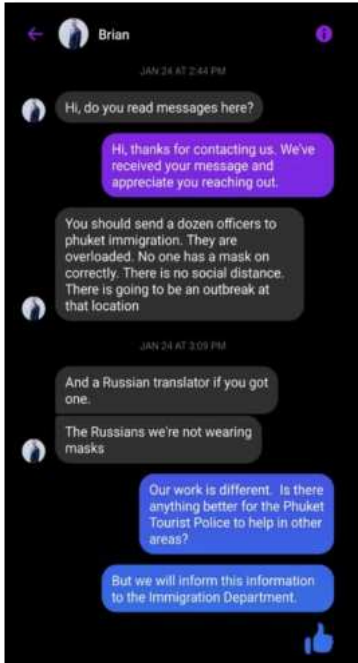 Brian
JAN 24 AT 2:44 PM
Hi, do you read messages here?
Hi, thanks for contacting us. We've
received your message and
appreciate you reaching out.
You should send a dozen officers to
phuket immigration. They are
overloaded. No one has a mask on
correctly. There is no social distance.
There is going to be an outbreak at
that location
JAN 24 AT 3:09 PM
And a Russian translator if you got
one.
The Russians we're not wearing
masks
Our work is different.  Is there
anything better for the Phuket
Tourist Police to help in other
areas?
But we will inform this information
to the Immigration Department.